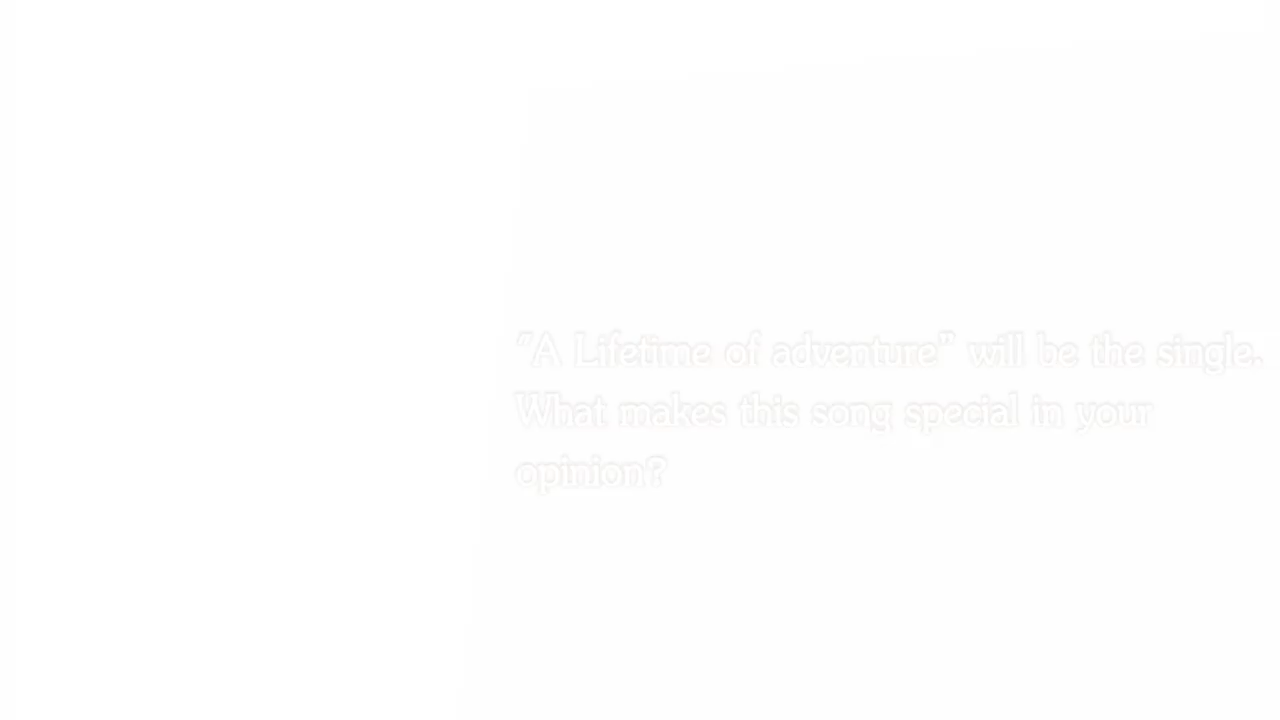 "A Lifetime of adventure" will be the single.
What makes this song special in your
opinion?